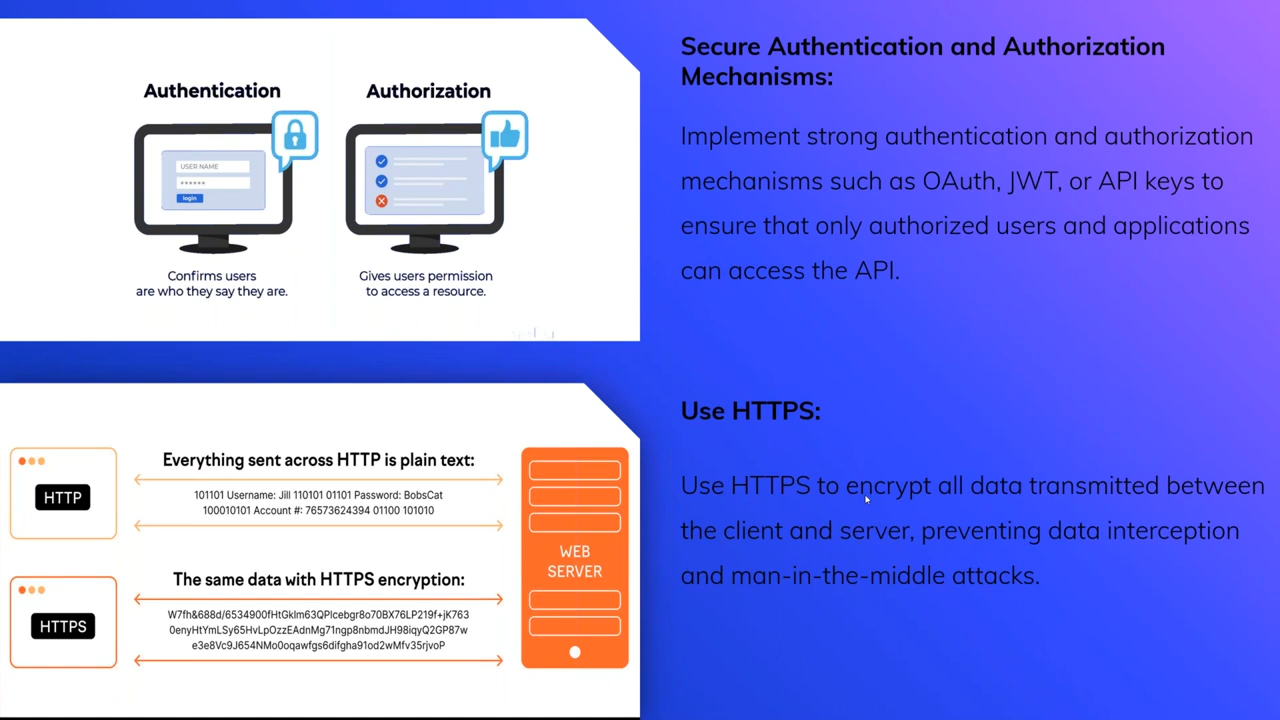 Authentication
USER NAME
******
login
Confirms users
are who they say they are.
Authorization
Gives users permission
to access a resource.
Secure Authentication and Authorization
Mechanisms:
Implement strong authentication and authorization
mechanisms such as OAuth, JWT, or API keys to
ensure that only authorized users and applications
can access the API.
HTTP
Everything sent across HTTP is plain text:
101101 Username: Jill 110101 01101 Password: BobsCat
100010101 Account #: 76573624394 01100 101010
HTTPS
The same data with HTTPS encryption:
W7fh&688d/6534900fHtGkIm63QPlcebgr8o70BX76LP219f+jK763
0enyHtYmLSy65HvLpOzzEAdnMg71ngp8nbmdJH98iqyQ2GP87w
e3e8Vc9J654NMo0oqawfgs6difgha91od2wMfv35rjvoP
WEB
SERVER
Use HTTPS:
Use HTTPS to encrypt all data transmitted between
the client and server, preventing data interception
and man-in-the-middle attacks.